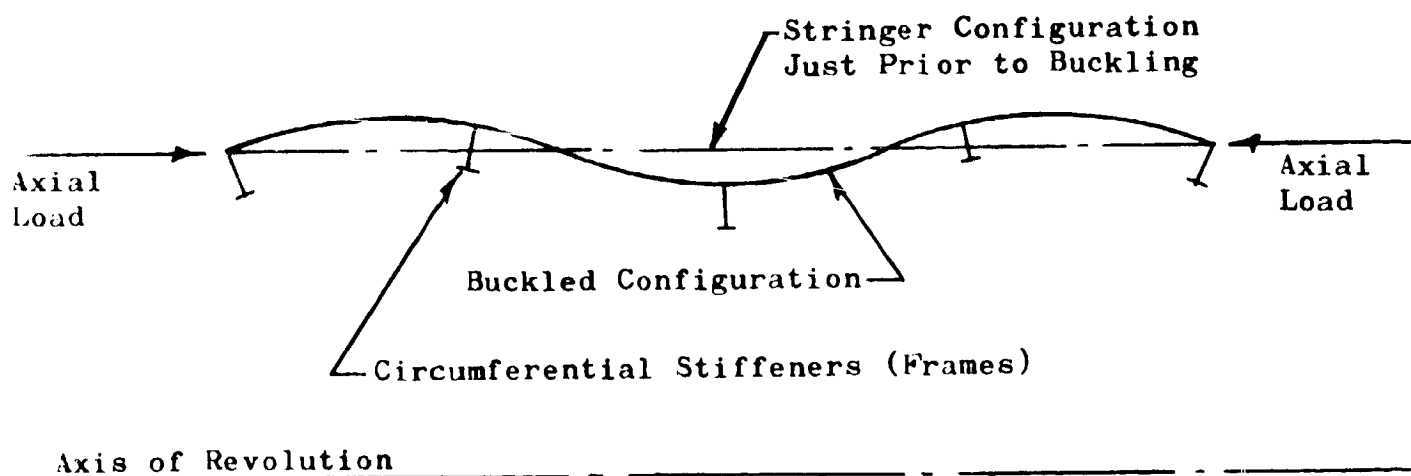 Stringer Configuration
Just Prior to Buckling
Axial
Load
Axial
Load
Buckled Configuration
Circumferential Stiffeners (Frames)
Axis of Revolution